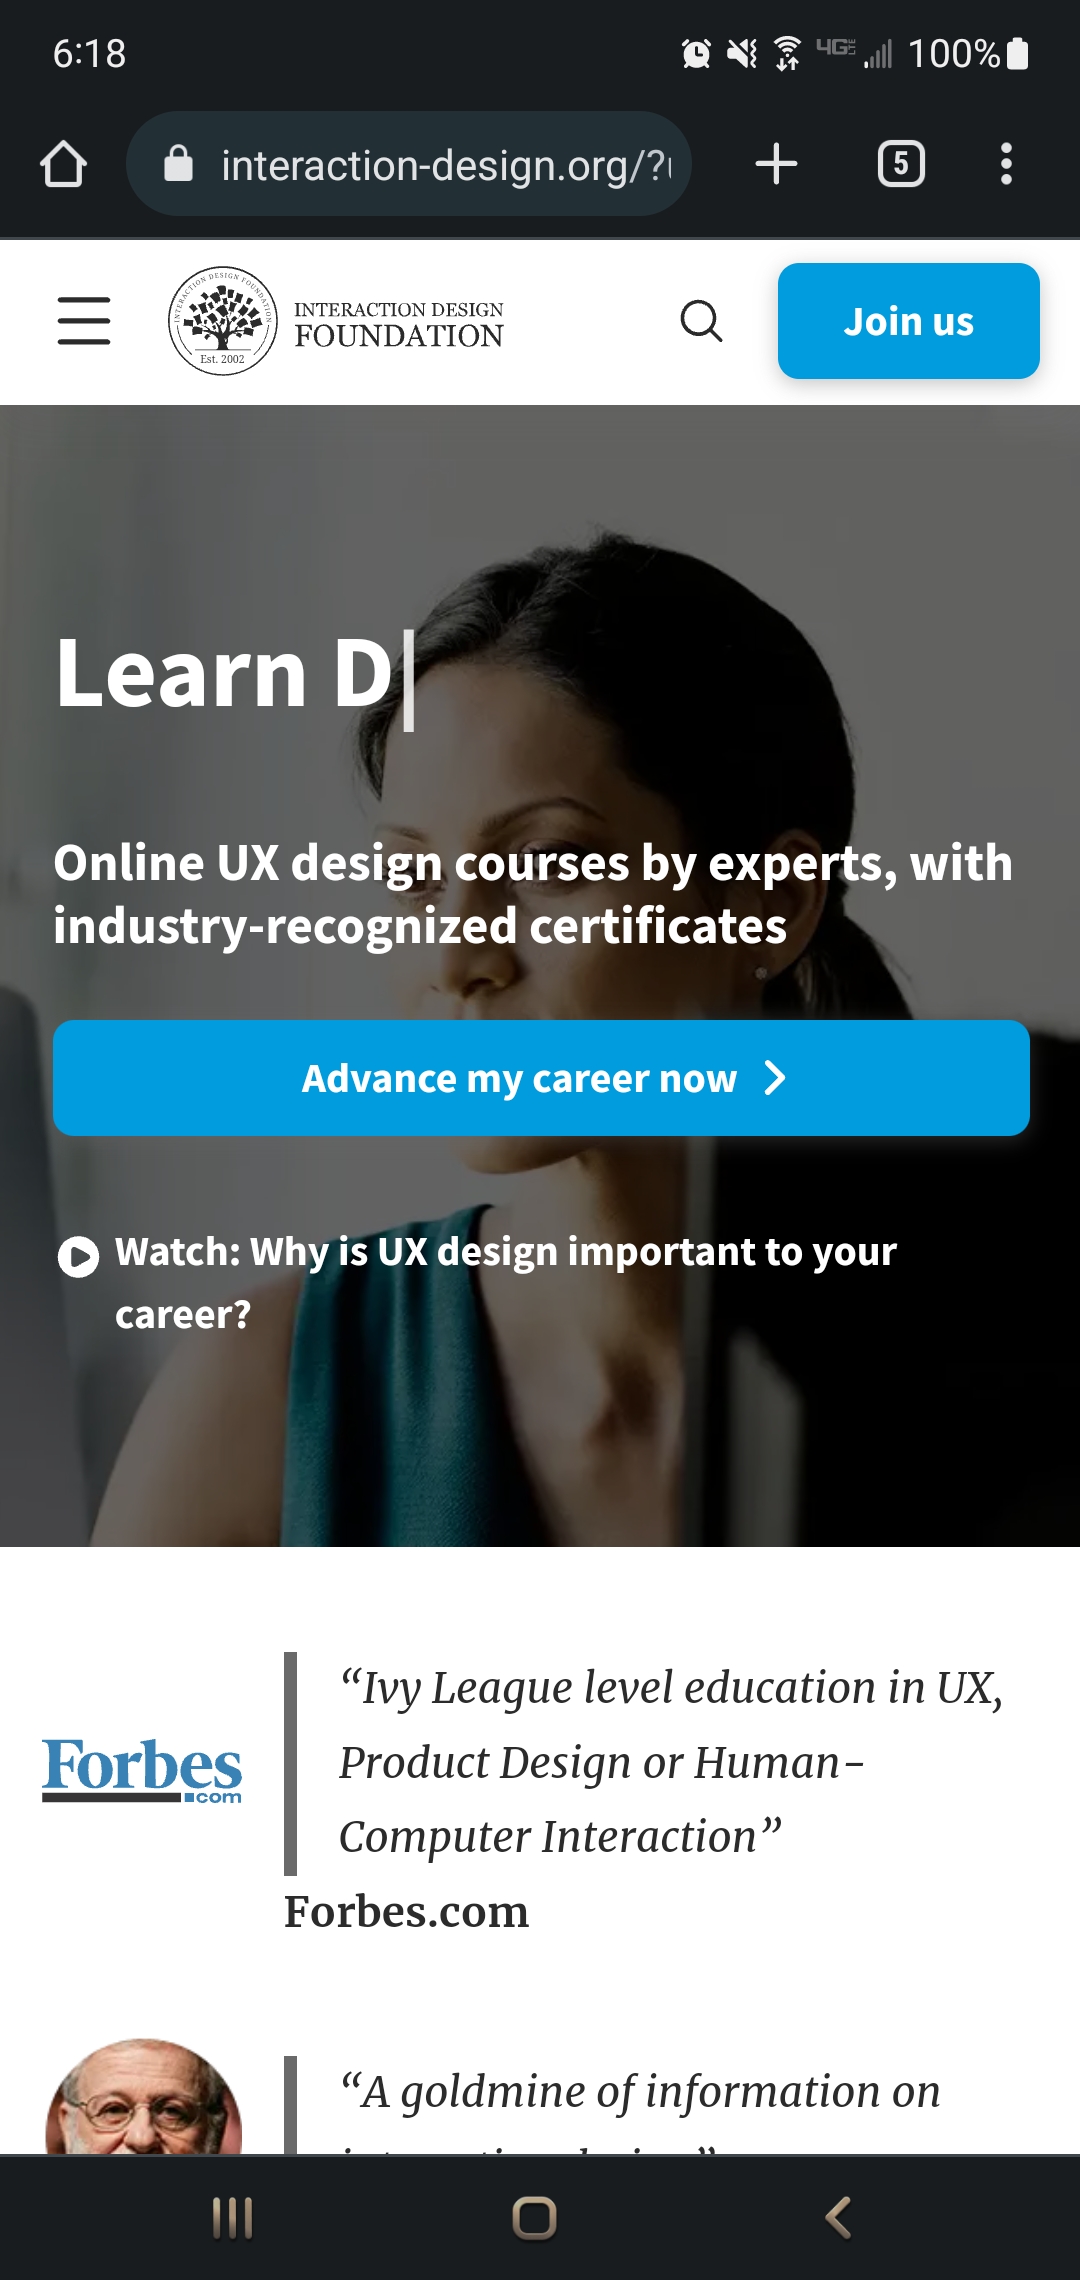 6:18
4G LTE
100%
interaction-design.org/?
5
INTERACTION DESIGN FOUNDATION
Est. 2002
INTERACTION DESIGN
FOUNDATION
Join us
Learn D
Online UX design courses by experts, with
industry-recognized certificates
Advance my career now
Watch: Why is UX design important to your
career?
“Ivy League level education in UX,
Product Design or Human-
Computer Interaction”
Forbes
.com
Forbes.com
“A goldmine of information on